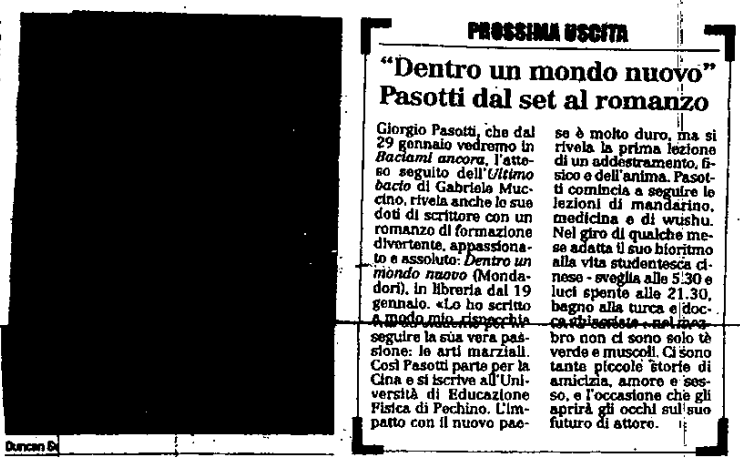 PROSSIMA USCITA
“Dentro un mondo nuovo”
Pasotti dal set al romanzo
Giorgio Pasotti, che dal
29 gennaio vedremo in
Baciami ancora, l'atte-
so seguito dell'Ultimo
bacio di Gabriele Muc-
cino, rivela anche le sue
doti di scrittore con un
romanzo di formazione
divertente, appassiona-
to e assoluto: Dentro un
mondo nuovo (Monda-
dori), in libreria dal 19
gennaio. «Lo ho scritto
a modo mio, rispecchia
seguire la sua vera pas-
sione: le arti marziali.
Così Pasotti parte per la
Cina e si iscrive all'Uni-
versità di Educazione
Fisica di Pechino. L'im-
patto con il nuovo pae-
se è molto duro, ma si
rivela la prima lezione
di un addestramento, fi-
sico e dell'anima. Pasot-
ti comincia a seguire le
lezioni di mandarino,
medicina e di wushu.
Nel giro di qualche me-
se adatta il suo bioritmo
alla vita studentesca ci-
nese - sveglia alle 5.30 e
luci spente alle 21.30,
bagno alla turca e doc-
ce ghiacciate
bro non ci sono solo tè
verde e muscoli. Ci sono
tante piccole storie di
amicizia, amore e ses-
so, e l'occasione che gli
aprirà gli occhi sul suo
futuro di attore.
Duncan